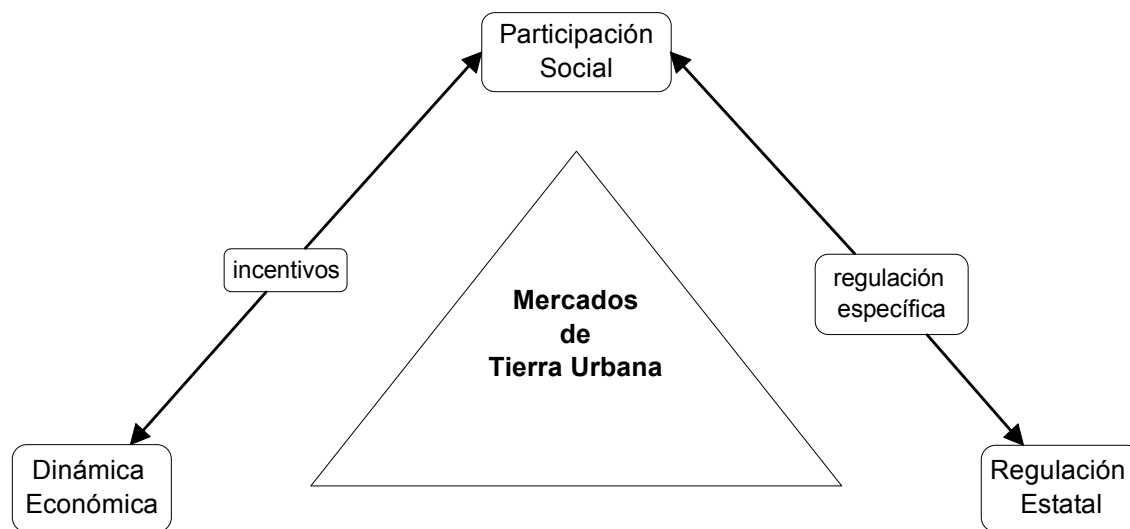 Participación
Social
incentivos
regulación
específica
Mercados
de
Tierra Urbana
Dinámica
Económica
Regulación
Estatal